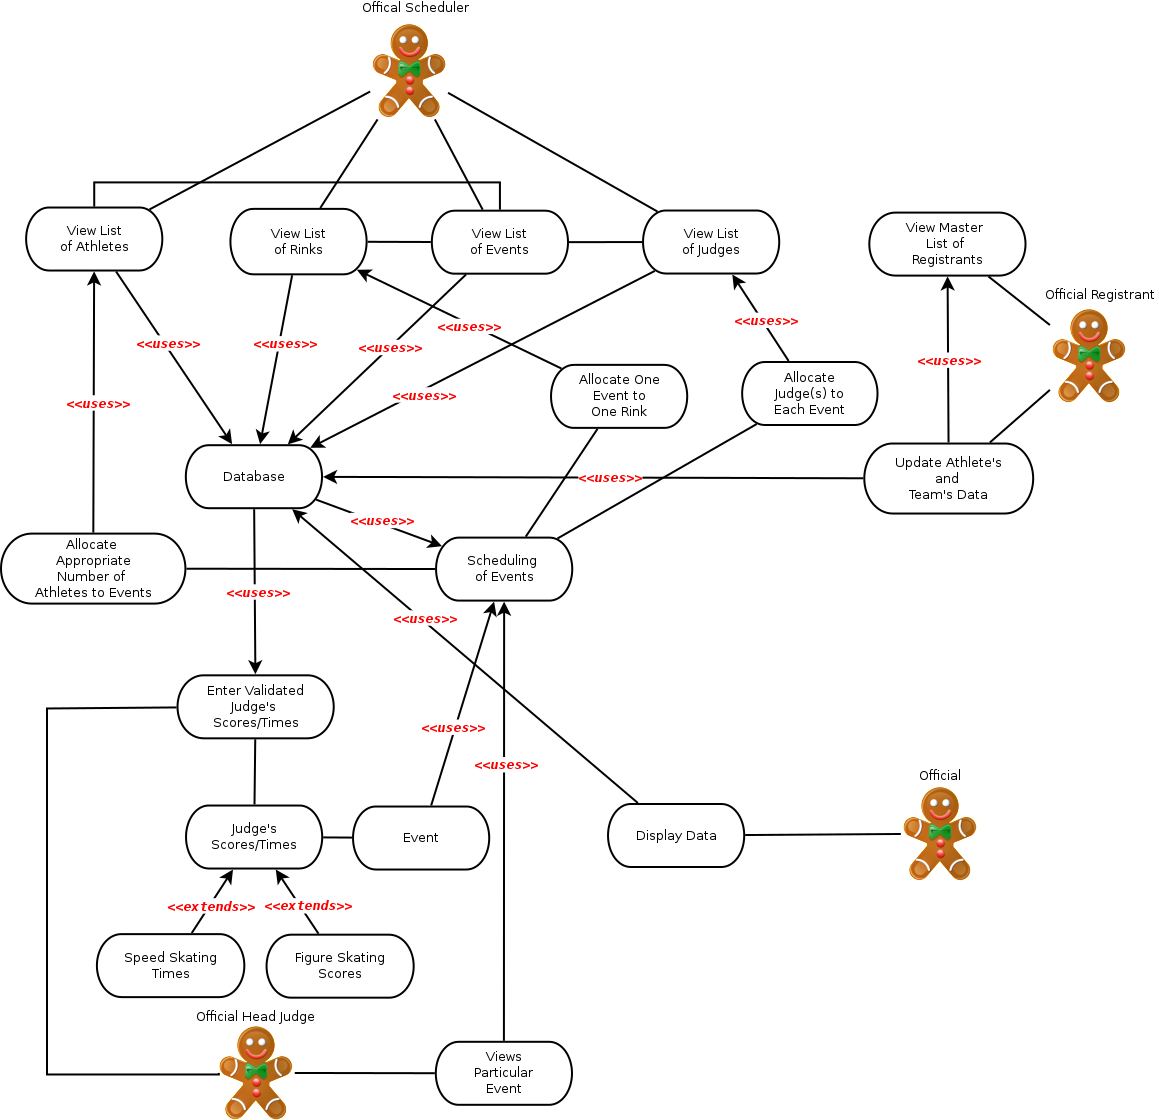 Offical Scheduler
View List
of Athletes
View List
of Rinks
View List
of Events
View List
of Judges
View Master
List of
Registrants
Official Registrant
<<uses>>
<<uses>>
<<uses>>
<<uses>>
<<uses>>
<<uses>>
<<uses>>
<<uses>>
Allocate One
Event to
One Rink
Allocate
Judge(s) to
Each Event
Database
<<uses>>
Update Athlete's
and
Team's Data
<<uses>>
Allocate
Appropriate
Number of
Athletes to Events
Scheduling
of Events
<<uses>>
<<uses>>
Enter Validated
Judge's
Scores/Times
<<uses>>
<<uses>>
Official
Judge's
Scores/Times
Event
Display Data
<<extends>>
<<extends>>
Speed Skating
Times
Figure Skating
Scores
Official Head Judge
Views
Particular
Event